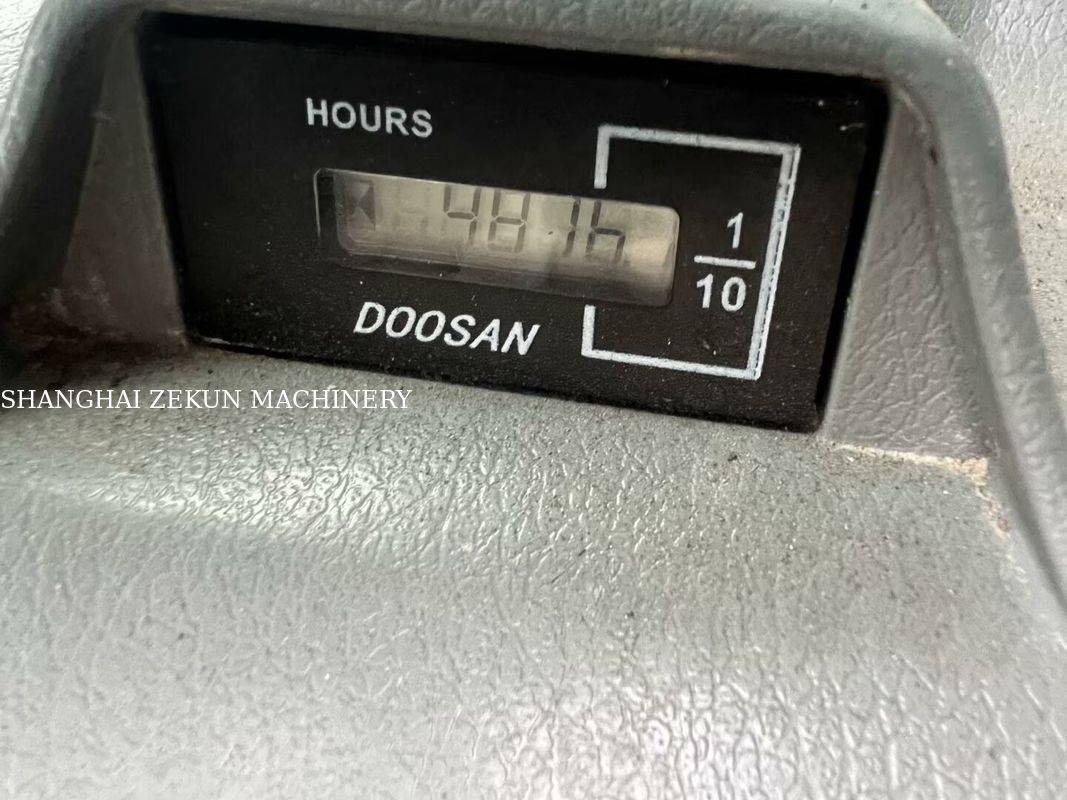 HOURS
4816
1
10
DOOSAN
SHANGHAI ZEKUN MACHINERY